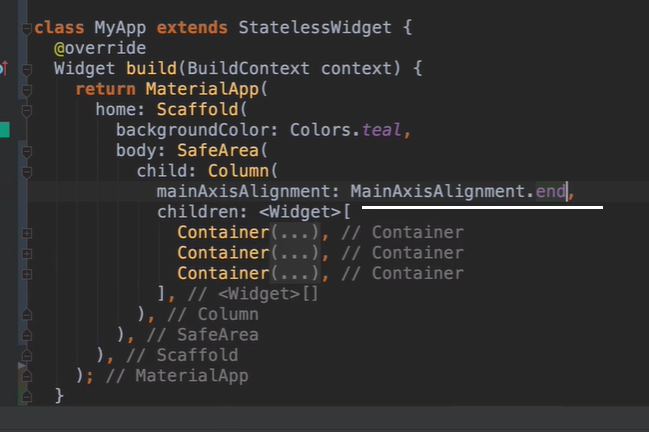 class MyApp extends StatelessWidget {
@override
Widget build(BuildContext context) {
return MaterialApp(
home: Scaffold(
backgroundColor: Colors.teal,
body: SafeArea(
child: Column(
mainAxisAlignment: MainAxisAlignment.end,
children: <Widget>[
Container(...), // Container
Container(...), // Container
Container(...), // Container
], // <Widget>[]
), // Column
), // SafeArea
), // Scaffold
); // MaterialApp
}